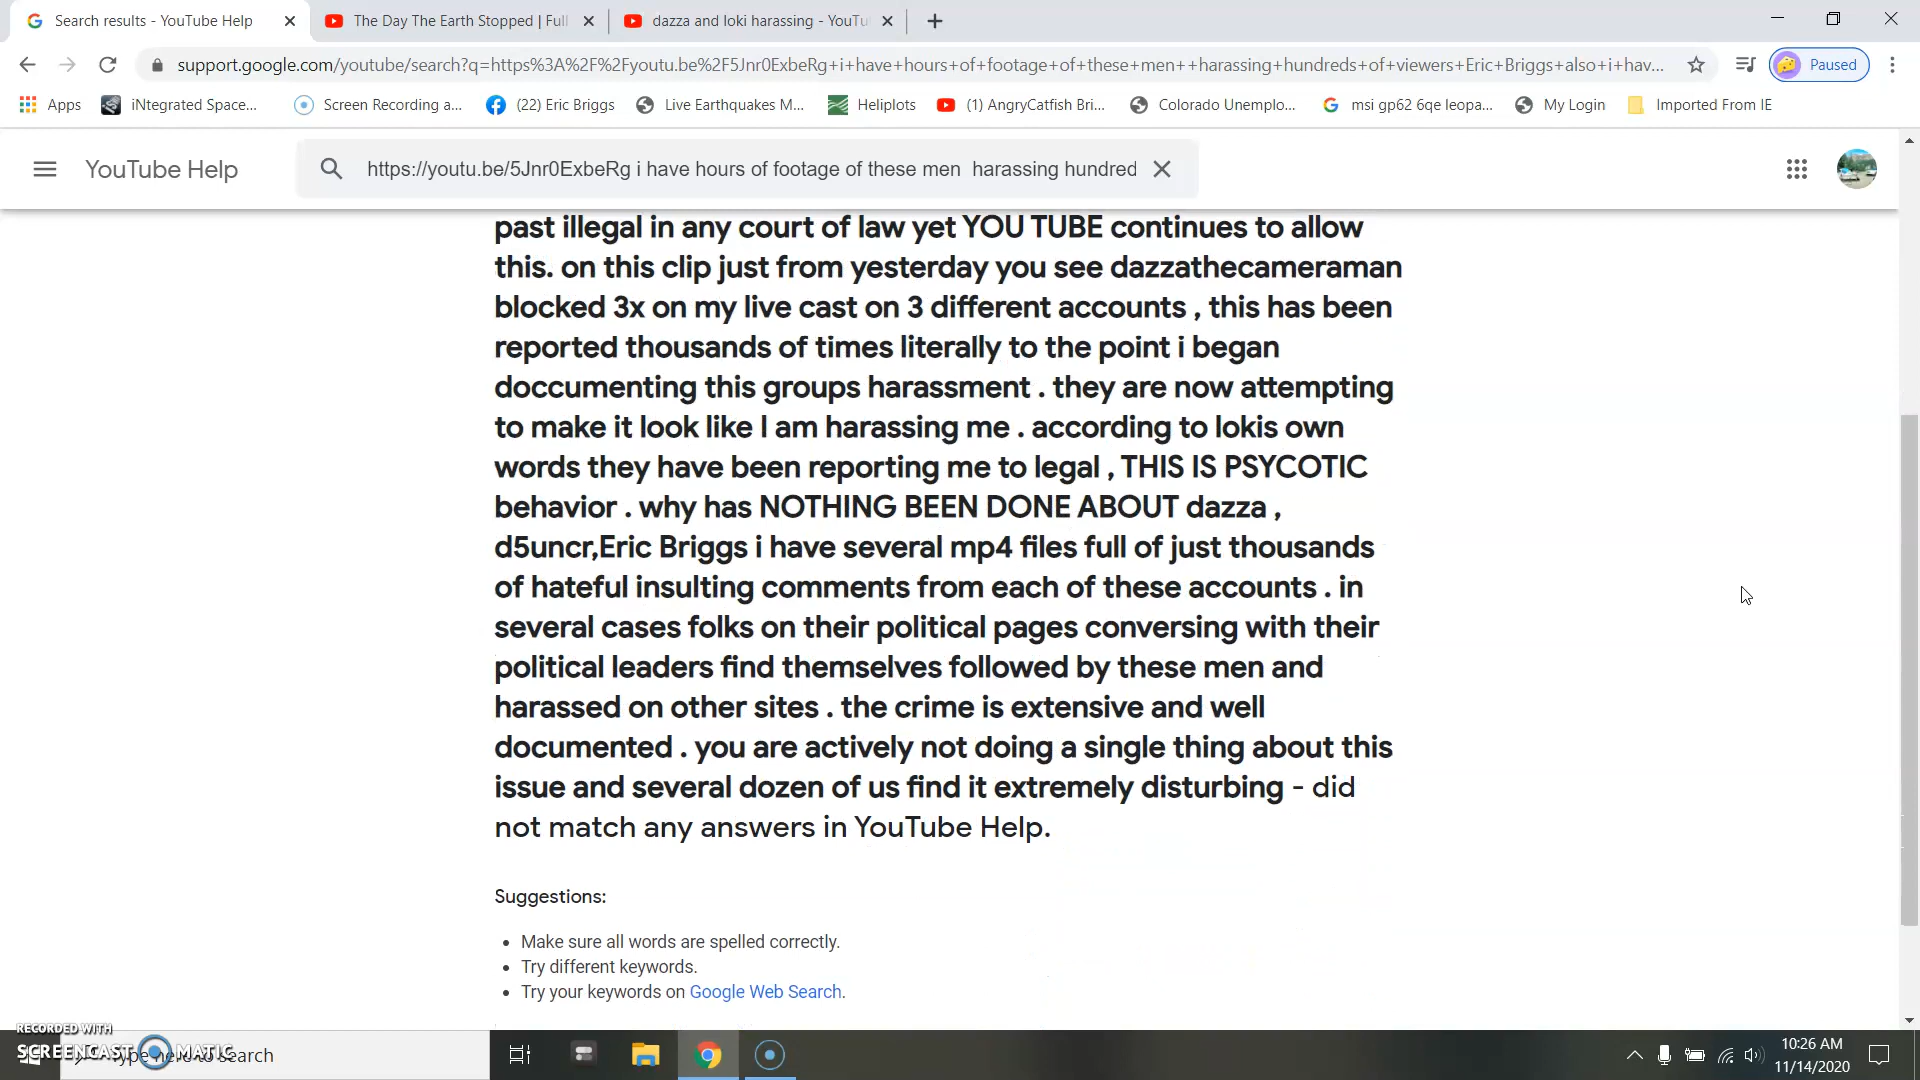 Search results - YouTube Help
The Day The Earth Stopped | Full
dazza and loki harassing - YouTu
support.google.com/youtube/search?q=https%3A%2F%2Fyoutu.be%2F5Jnr0ExbeRg+i+have+hours+of+footage+of+these+men++harassing+hundreds+of+viewers+Eric+Briggs+also+i+hav...
Paused
Apps
iNtegrated Space...
Screen Recording a...
(22) Eric Briggs
Live Earthquakes M...
Heliplots
(1) AngryCatfish Bri...
Colorado Unemplo...
msi gp62 6qe leopa...
My Login
Imported From IE
YouTube Help
https://youtu.be/5Jnr0ExbeRg i have hours of footage of these men  harassing hundred
past illegal in any court of law yet YOU TUBE continues to allow
this. on this clip just from yesterday you see dazzathecameraman
blocked 3x on my live cast on 3 different accounts , this has been
reported thousands of times literally to the point i began
doccumenting this groups harassment . they are now attempting
to make it look like I am harassing me . according to lokis own
words they have been reporting me to legal , THIS IS PSYCOTIC
behavior . why has NOTHING BEEN DONE ABOUT dazza ,
d5uncr,Eric Briggs i have several mp4 files full of just thousands
of hateful insulting comments from each of these accounts . in
several cases folks on their political pages conversing with their
political leaders find themselves followed by these men and
harassed on other sites . the crime is extensive and well
documented . you are actively not doing a single thing about this
issue and several dozen of us find it extremely disturbing - did
not match any answers in YouTube Help.
Suggestions:
Make sure all words are spelled correctly.
Try different keywords.
Try your keywords on Google Web Search.
RECORDED WITH
SCREENCAST MATIC
Type here to search
10:26 AM
11/14/2020